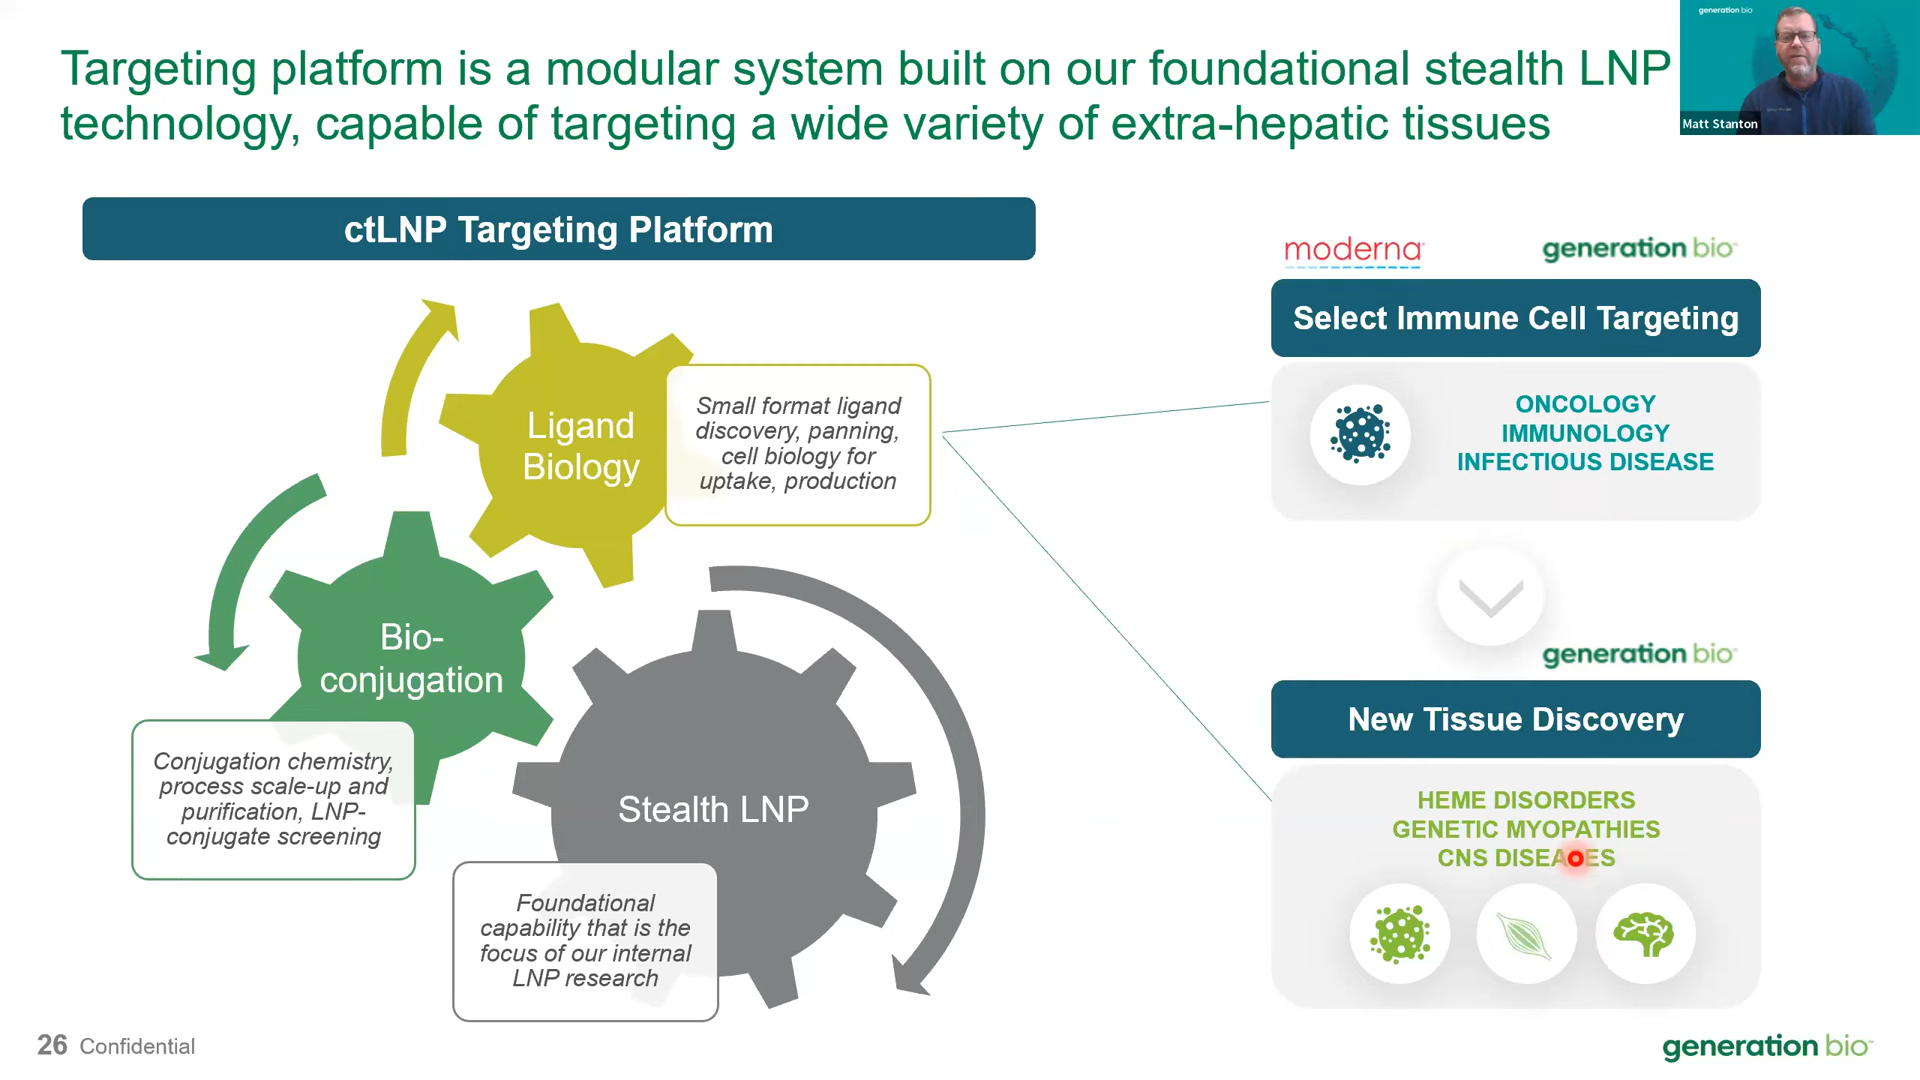 Targeting platform is a modular system built on our foundational stealth LNP
technology, capable of targeting a wide variety of extra-hepatic tissues
generation bio
Matt Stanton
ctLNP Targeting Platform
Ligand
Biology
Small format ligand
discovery, panning,
cell biology for
uptake, production
Bio-
conjugation
Conjugation chemistry,
process scale-up and
purification, LNP-
conjugate screening
Stealth LNP
Foundational
capability that is the
focus of our internal
LNP research
moderna
generation bio™
Select Immune Cell Targeting
ONCOLOGY
IMMUNOLOGY
INFECTIOUS DISEASE
generation bio™
New Tissue Discovery
HEME DISORDERS
GENETIC MYOPATHIES
CNS DISEASES
26 Confidential
generation bio™